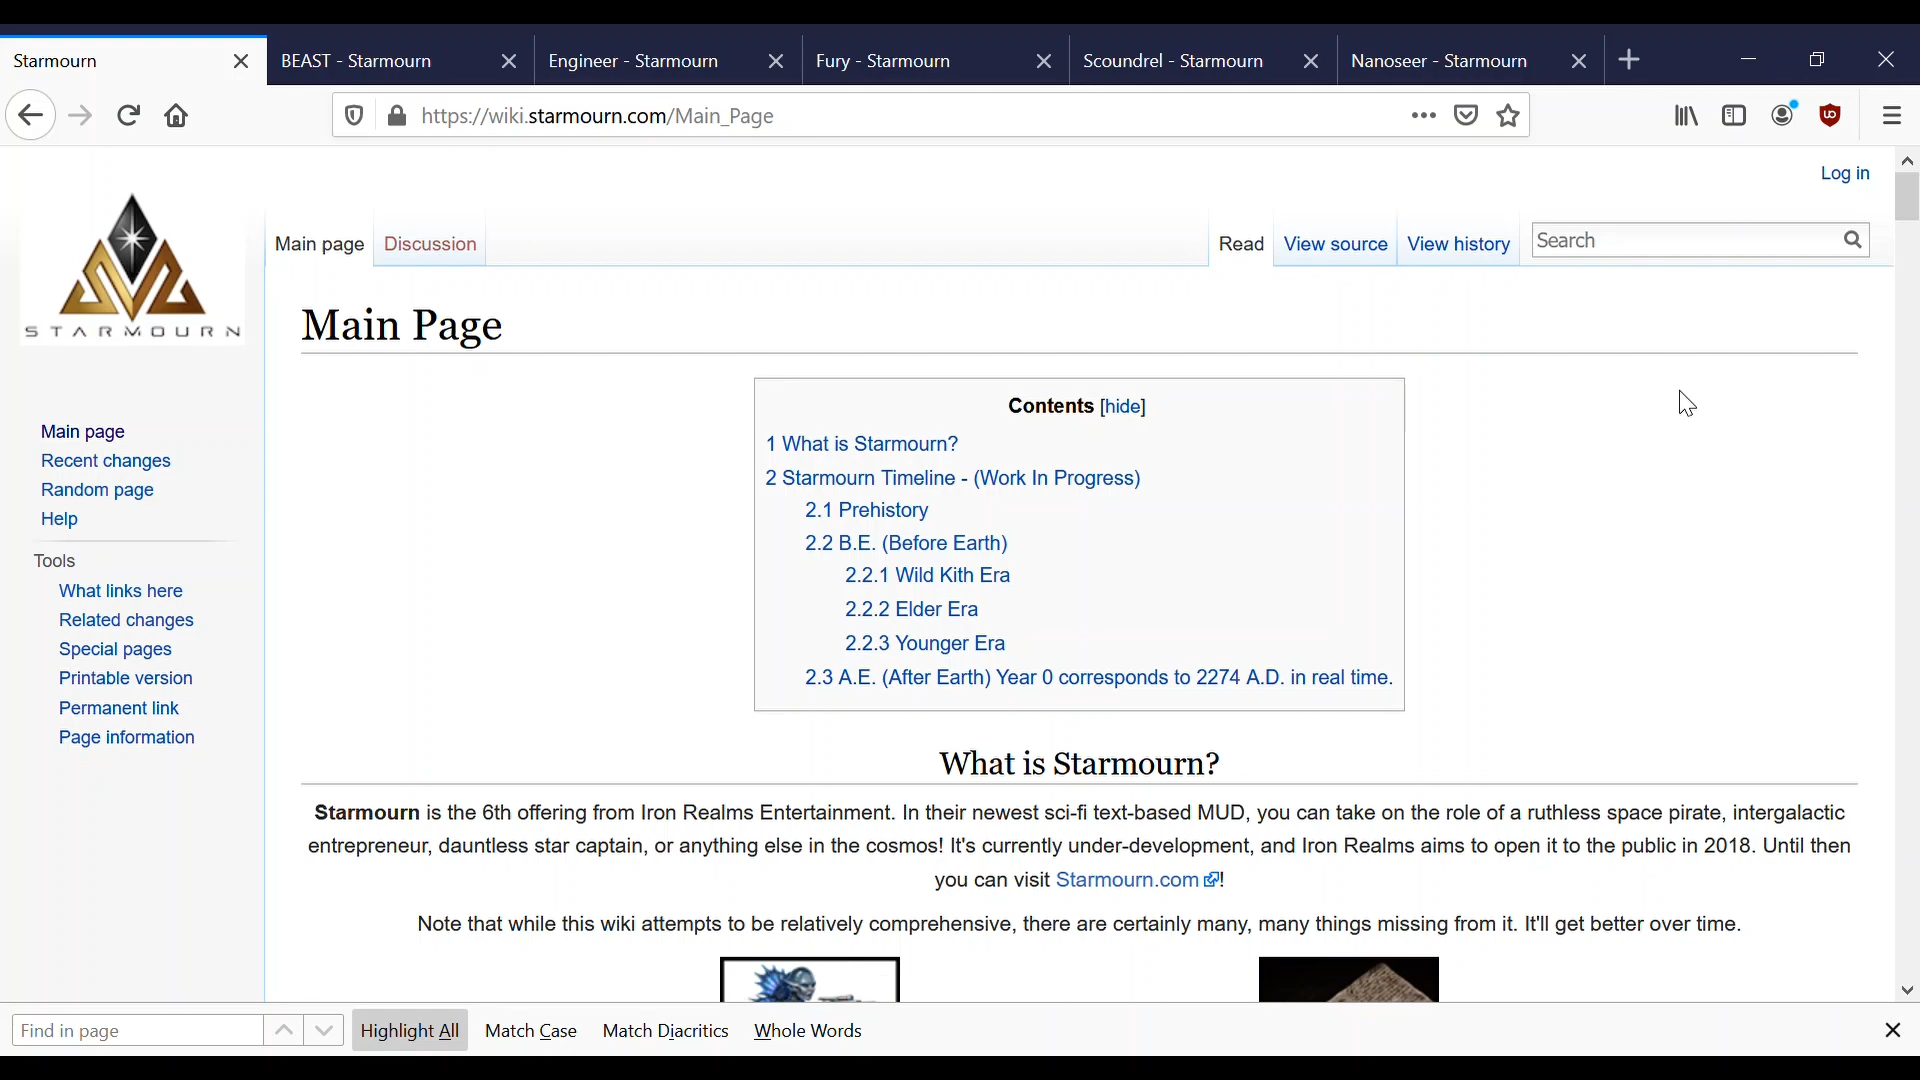 Starmourn
BEAST - Starmourn
Engineer - Starmourn
Fury - Starmourn
Scoundrel - Starmourn
Nanoseer - Starmourn
https://wiki.starmourn.com/Main_Page
Log in
STARMOURN
Main page
Discussion
Read
View source
View history
Search
Main Page
Contents [hide]
1 What is Starmourn?
2 Starmourn Timeline - (Work In Progress)
2.1 Prehistory
2.2 B.E. (Before Earth)
2.2.1 Wild Kith Era
2.2.2 Elder Era
2.2.3 Younger Era
2.3 A.E. (After Earth) Year 0 corresponds to 2274 A.D. in real time.
Main page
Recent changes
Random page
Help
Tools
What links here
Related changes
Special pages
Printable version
Permanent link
Page information
What is Starmourn?
Starmourn is the 6th offering from Iron Realms Entertainment. In their newest sci-fi text-based MUD, you can take on the role of a ruthless space pirate, intergalactic
entrepreneur, dauntless star captain, or anything else in the cosmos! It's currently under-development, and Iron Realms aims to open it to the public in 2018. Until then
you can visit Starmourn.com!
Note that while this wiki attempts to be relatively comprehensive, there are certainly many, many things missing from it. It'll get better over time.
Find in page
Highlight All
Match Case
Match Diacritics
Whole Words